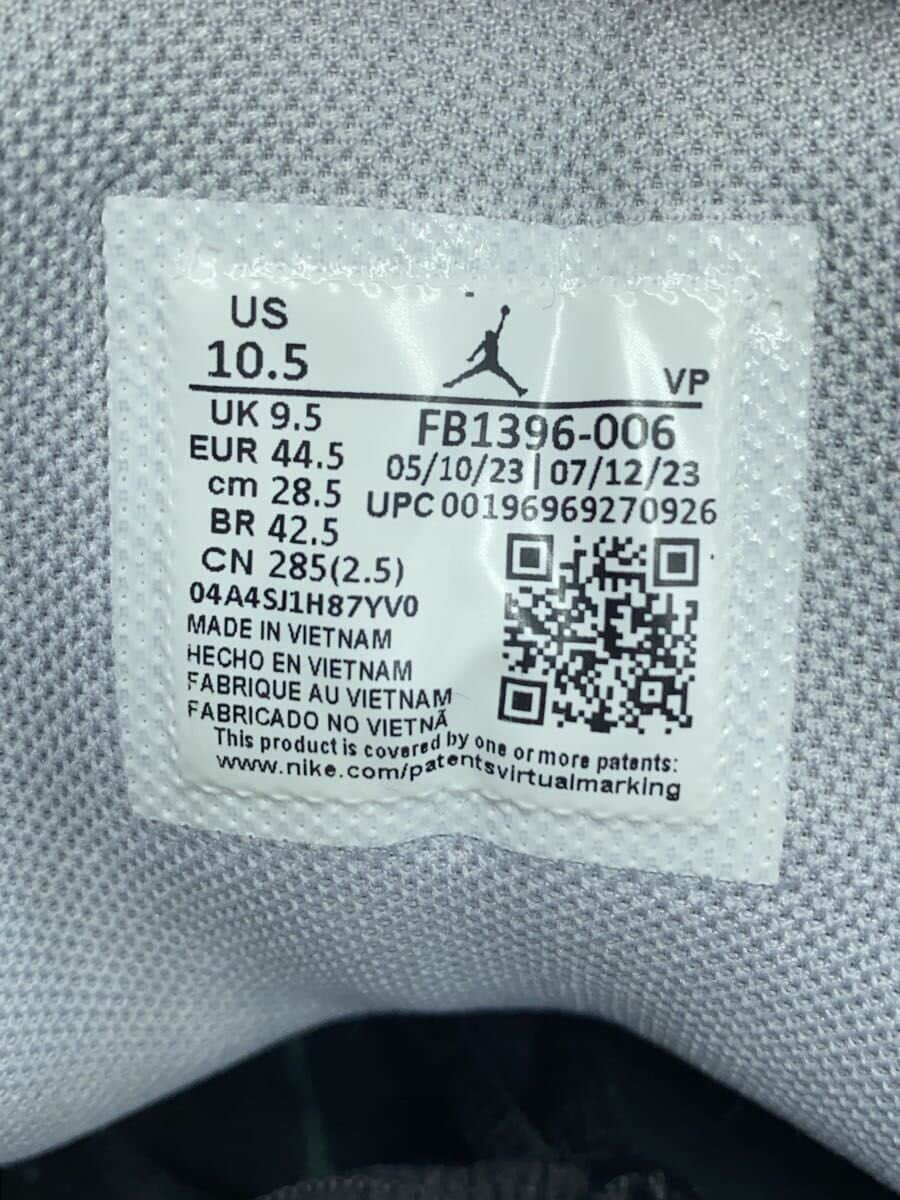 US
10.5
VP
UK 9.5
EUR 44.5
cm 28.5
BR 42.5
CN 285(2.5)
FB1396-006
05/10/23 | 07/12/23
UPC 00196969270926
04A4SJ1H87YV0
MADE IN VIETNAM
HECHO EN VIETNAM
FABRIQUE AU VIETNAM
FABRICADO NO VIETNÃ
This product is covered by one or more patents:
www.nike.com/patentsvirtualmarking